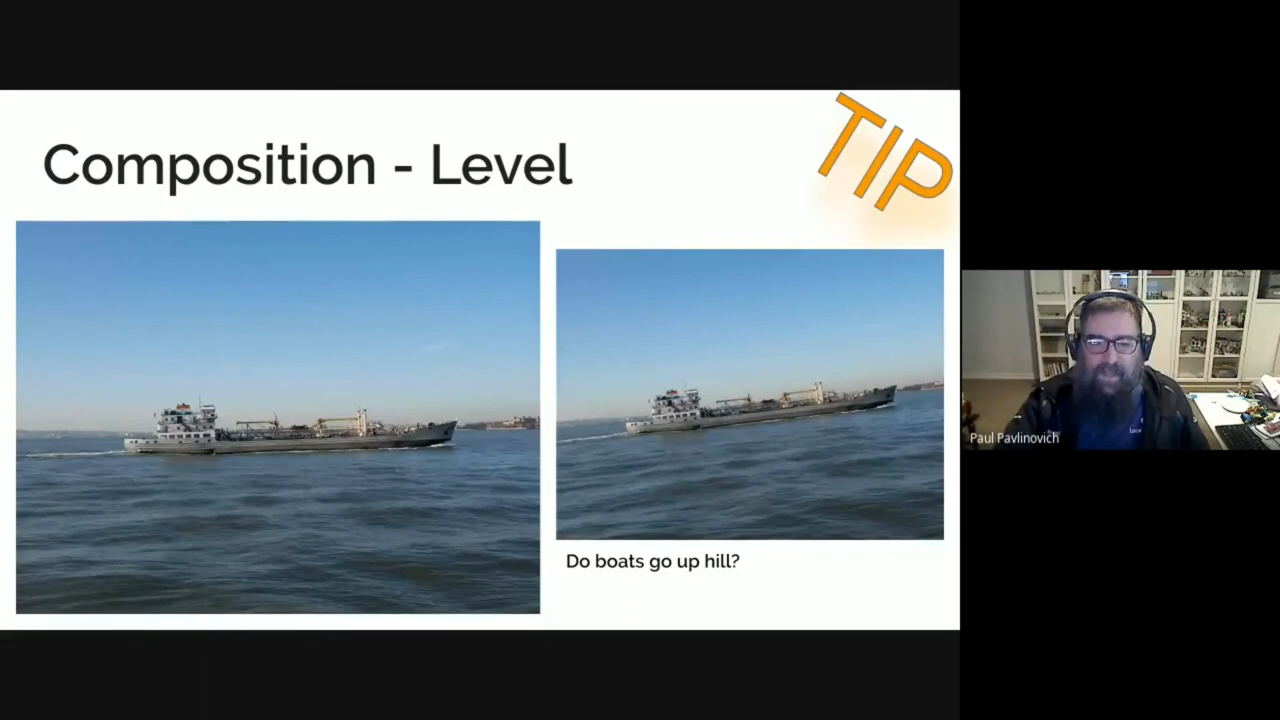 Composition - Level
TIP
Do boats go up hill?
Paul Pavlinovich